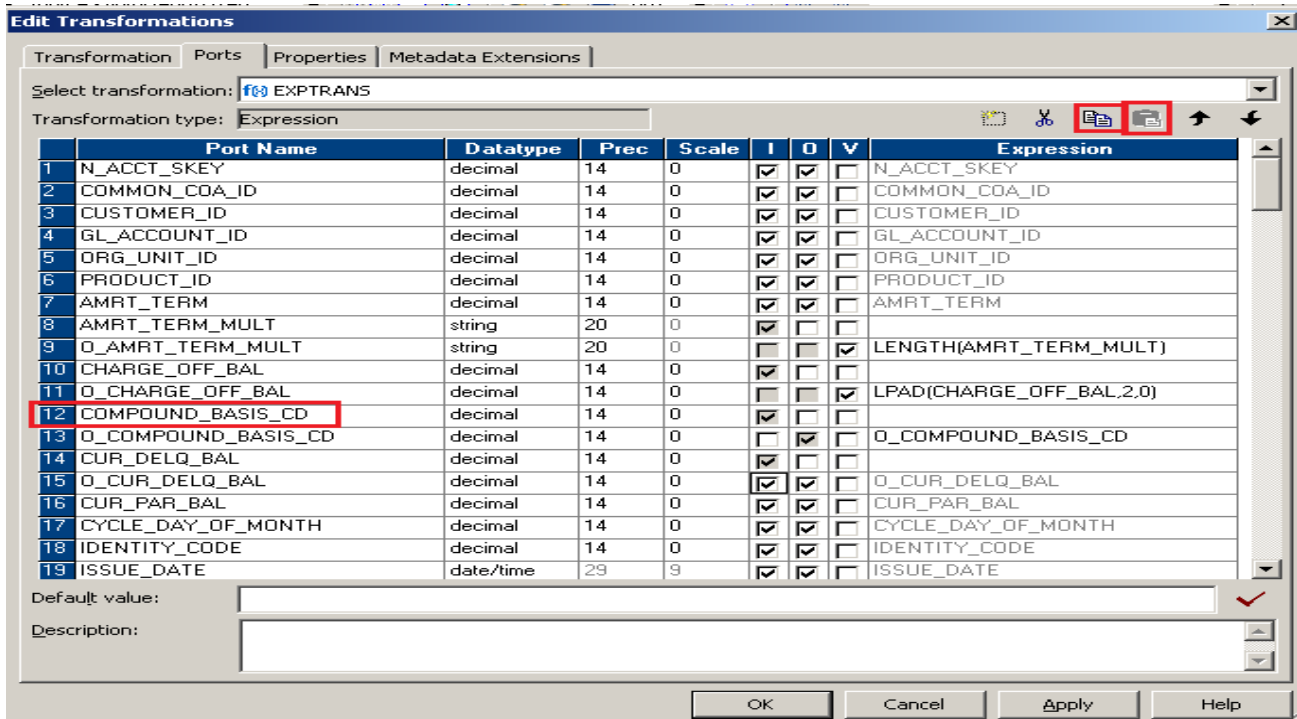 Edit Transformations
Transformation Ports Properties Metadata Extensions
Select transformation: f(x) EXPTRANS
Transformation type: Expression
Port Name Datatype Prec Scale I O V Expression
1 N_ACCT_SKEY decimal 14 0 N_ACCT_SKEY
2 COMMON_COA_ID decimal 14 0 COMMON_COA_ID
3 CUSTOMER_ID decimal 14 0 CUSTOMER_ID
4 GL_ACCOUNT_ID decimal 14 0 GL_ACCOUNT_ID
5 ORG_UNIT_ID decimal 14 0 ORG_UNIT_ID
6 PRODUCT_ID decimal 14 0 PRODUCT_ID
7 AMRT_TERM decimal 14 0 AMRT_TERM
8 AMRT_TERM_MULT string 20 0
9 O_AMRT_TERM_MULT string 20 0 LENGTH(AMRT_TERM_MULT)
10 CHARGE_OFF_BAL decimal 14 0
11 O_CHARGE_OFF_BAL decimal 14 0 LPAD(CHARGE_OFF_BAL,2,0)
12 COMPOUND_BASIS_CD decimal 14 0
13 O_COMPOUND_BASIS_CD decimal 14 0 O_COMPOUND_BASIS_CD
14 CUR_DELQ_BAL decimal 14 0
15 O_CUR_DELQ_BAL decimal 14 0 O_CUR_DELQ_BAL
16 CUR_PAR_BAL decimal 14 0 CUR_PAR_BAL
17 CYCLE_DAY_OF_MONTH decimal 14 0 CYCLE_DAY_OF_MONTH
18 IDENTITY_CODE decimal 14 0 IDENTITY_CODE
19 ISSUE_DATE date/time 29 9 ISSUE_DATE
Default value:
Description:
OK Cancel Apply Help